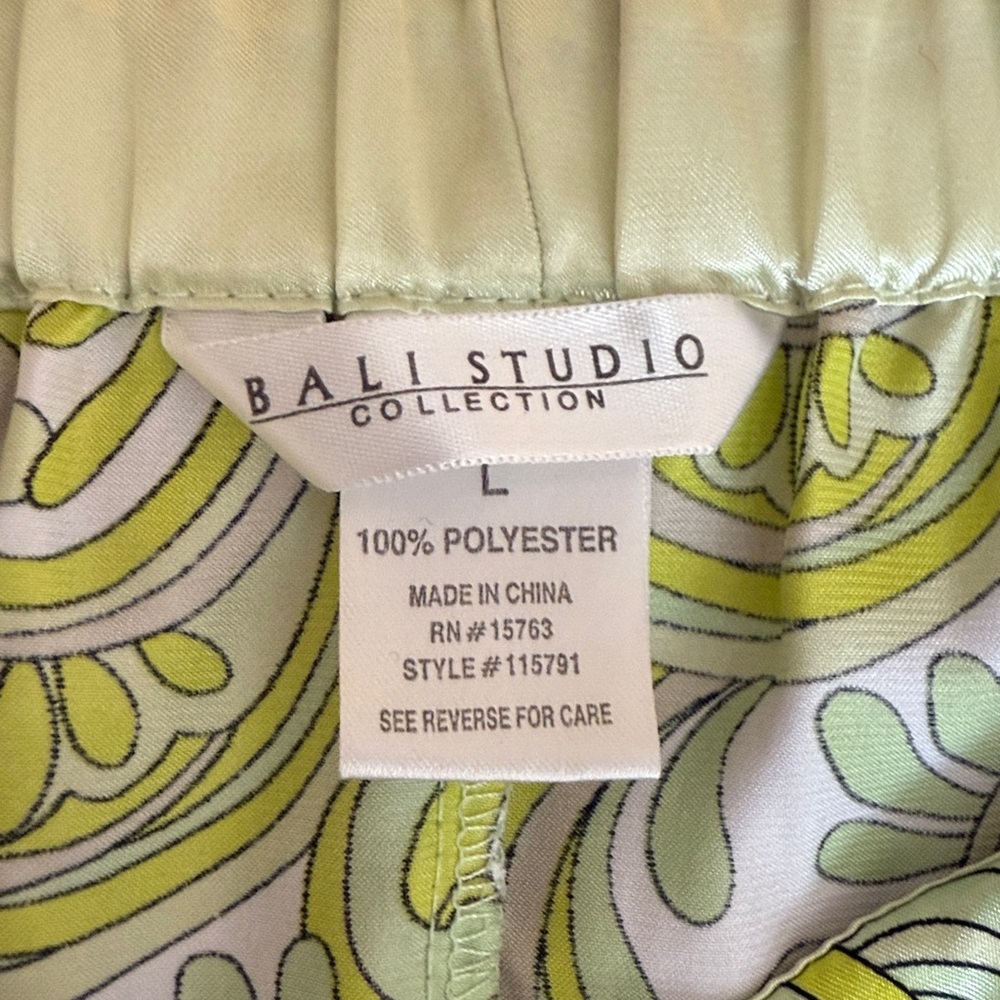 BALI STUDIO
COLLECTION
L
100% POLYESTER
MADE IN CHINA
RN #15763
STYLE #115791
SEE REVERSE FOR CARE